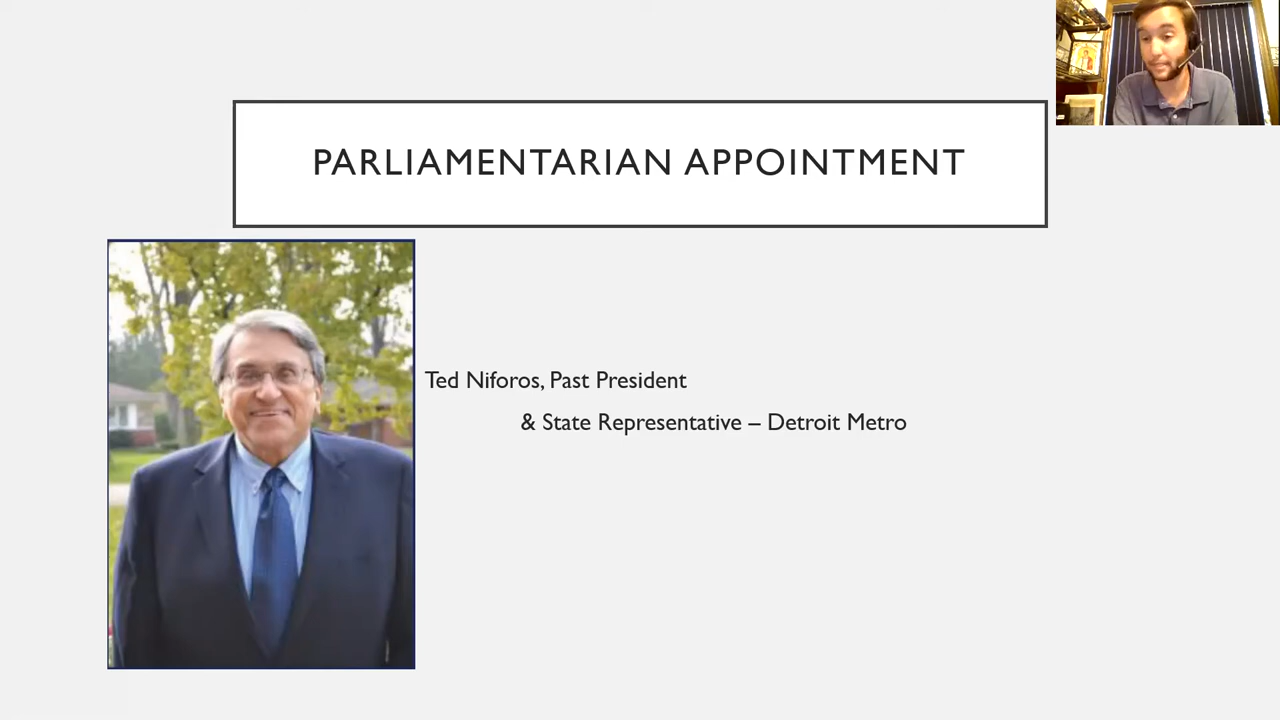 PARLIAMENTARIAN APPOINTMENT
Ted Niforos, Past President
& State Representative – Detroit Metro